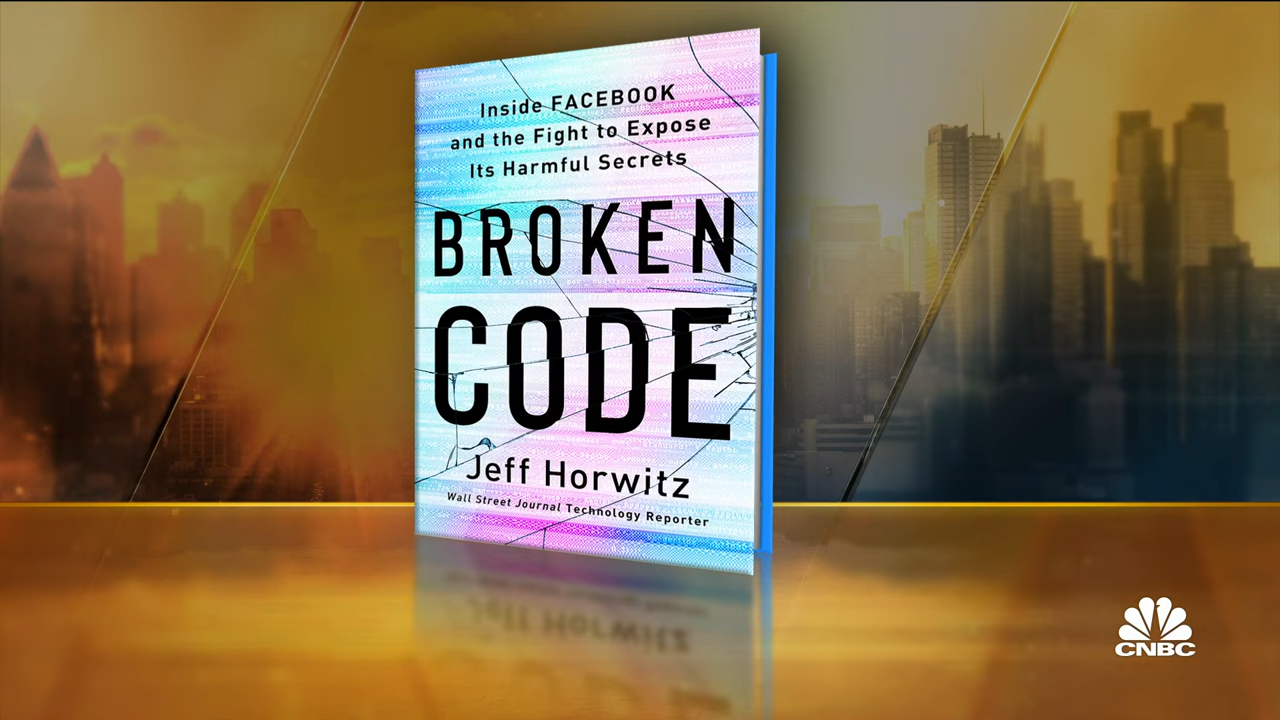 Inside FACEBOOK
and the Fight to Expose
Its Harmful Secrets
BROKEN
CODE
Jeff Horwitz
Wall Street Journal Technology Reporter
CNBC